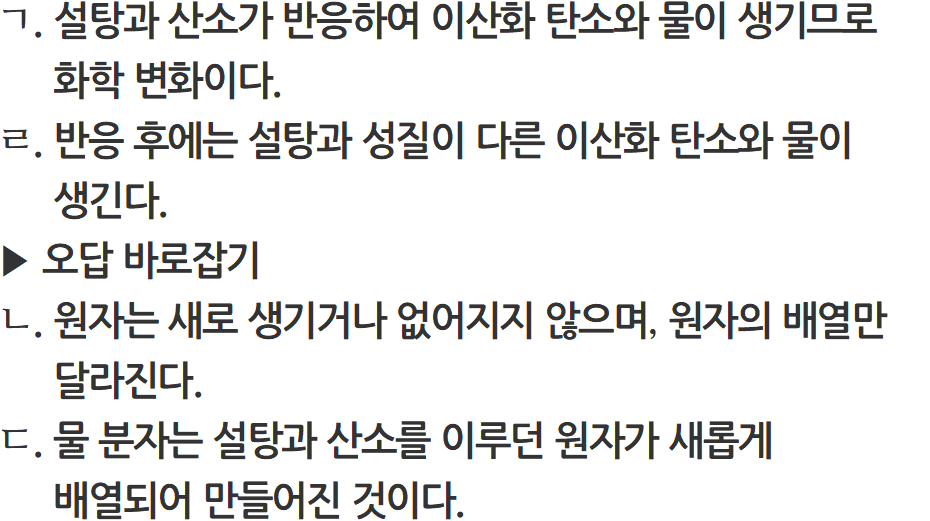 ㄱ. 설탕과 산소가 반응하여 이산화 탄소와 물이 생기므로
화학 변화이다.
ㄹ. 반응 후에는 설탕과 성질이 다른 이산화 탄소와 물이
생긴다.
▶ 오답 바로잡기
ㄴ. 원자는 새로 생기거나 없어지지 않으며, 원자의 배열만
달라진다.
ㄷ. 물 분자는 설탕과 산소를 이루던 원자가 새롭게
배열되어 만들어진 것이다.